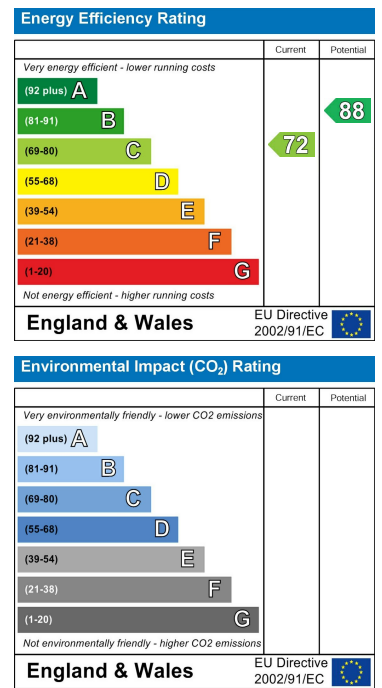 Energy Efficiency Rating
Current Potential
Very energy efficient - lower running costs
(92 plus) A
(81-91) B
88
(69-80) C
72
(55-68) D
(39-54) E
(21-38) F
(1-20) G
Not energy efficient - higher running costs
England & Wales
EU Directive
2002/91/EC
Environmental Impact (CO₂) Rating
Current Potential
Very environmentally friendly - lower CO2 emissions
(92 plus) A
(81-91) B
(69-80) C
(55-68) D
(39-54) E
(21-38) F
(1-20) G
Not environmentally friendly - higher CO2 emissions
England & Wales
EU Directive
2002/91/EC